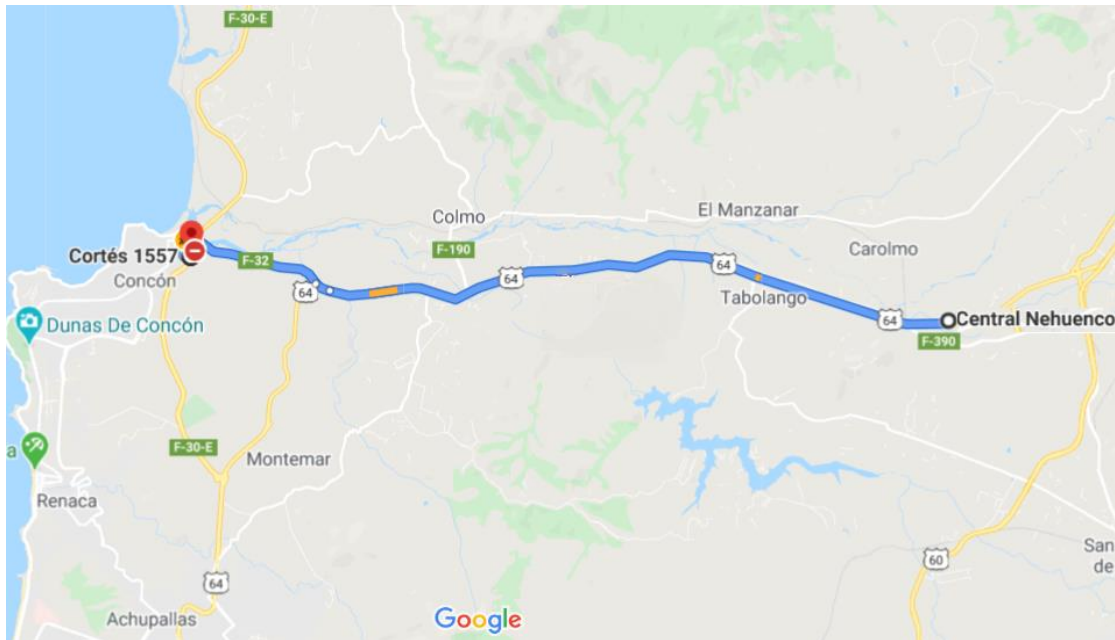 F-30-E
El Manzanar
Colmo
F-190
Carolmo
Cortés 1557
F-32
Concón
64
64
64
Tabolango
64
Central Nehuenco
Dunas De Concón
F-390
a
F-30-E
Montemar
Renaca
San
de
60
64
Achupallas
Google